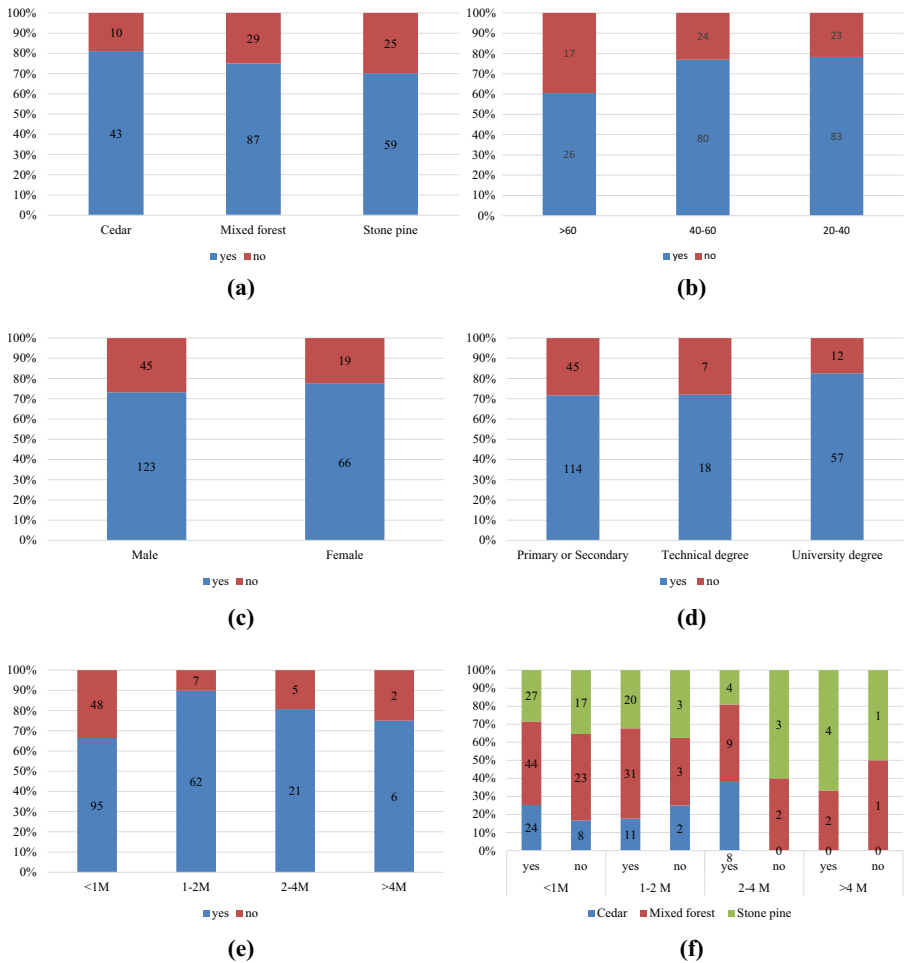 100%
90%
80%
70%
60%
50%
40%
30%
20%
10%
0%
10 29 25
43 87 59
Cedar Mixed forest Stone pine
yes no
(a)
100%
90%
80%
70%
60%
50%
40%
30%
20%
10%
0%
17 24 23
26 80 83
>60 40-60 20-40
yes no
(b)
100%
90%
80%
70%
60%
50%
40%
30%
20%
10%
0%
45 19
123 66
Male Female
yes no
(c)
100%
90%
80%
70%
60%
50%
40%
30%
20%
10%
0%
45 7 12
114 18 57
Primary or Secondary Technical degree University degree
yes no
(d)
100%
90%
80%
70%
60%
50%
40%
30%
20%
10%
0%
48 7 5 2
95 62 21 6
<1M 1-2M 2-4M >4M
yes no
(e)
100%
90%
80%
70%
60%
50%
40%
30%
20%
10%
0%
27 17 20 3 4 3 4 1
44 23 31 3 9 2 2 1
24 8 11 2 8 0 0 0
yes no yes no yes no yes no
<1M 1-2 M 2-4 M >4 M
Cedar Mixed forest Stone pine
(f)